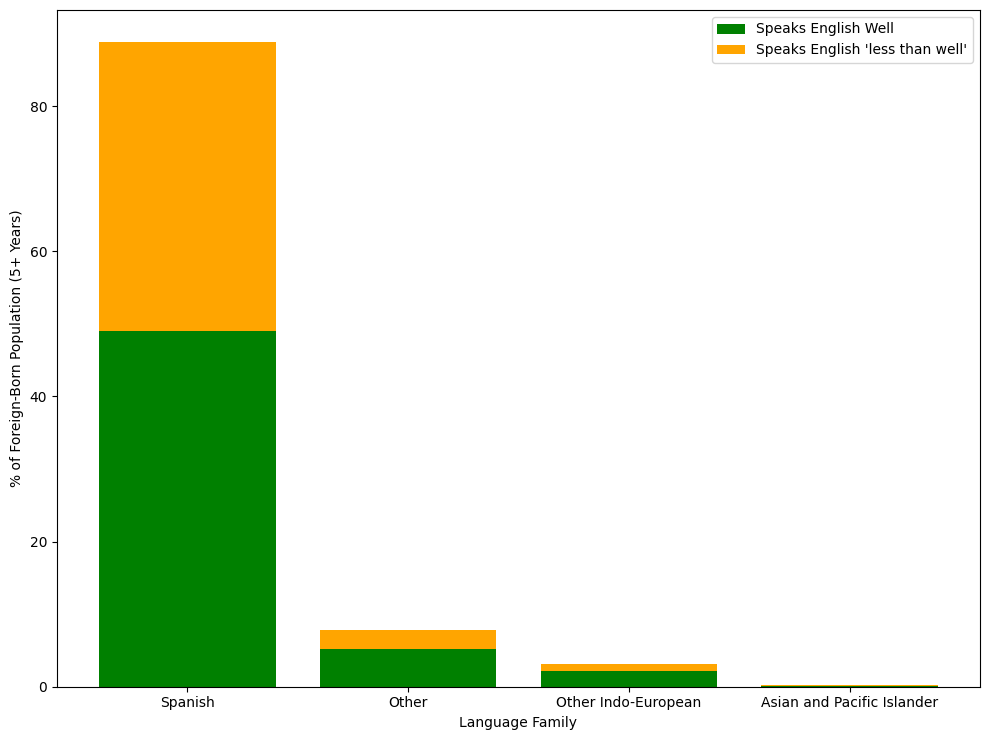 Speaks English Well
Speaks English 'less than well'
% of Foreign-Born Population (5+ Years)
80
60
40
20
0
Spanish
Other
Other Indo-European
Asian and Pacific Islander
Language Family